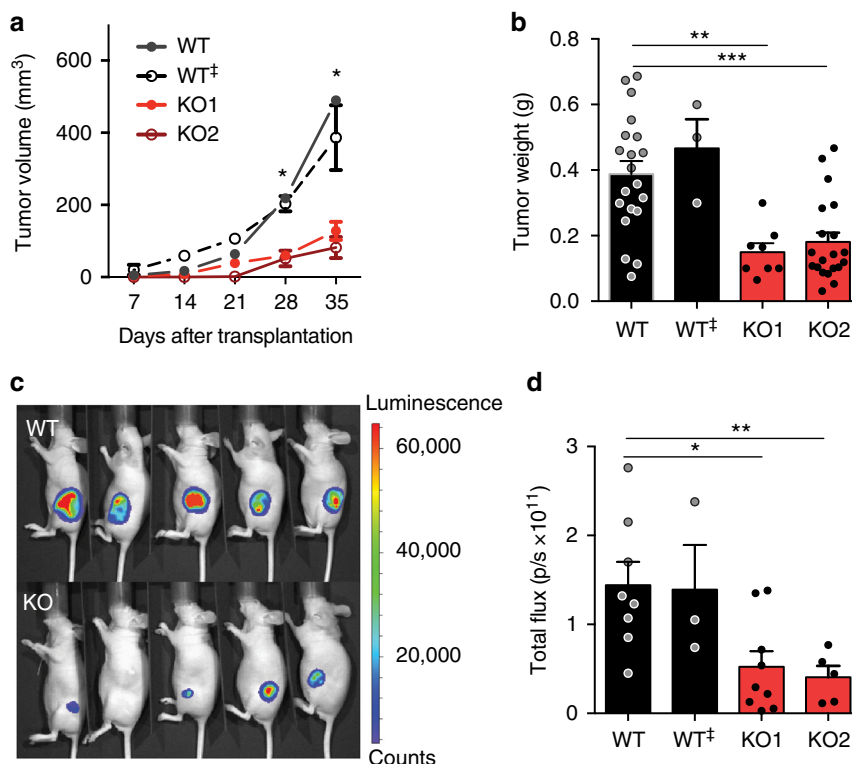 a
WT
WT‡
KO1
KO2
Tumor volume (mm³)
600
400
200
0
*
*
7 14 21 28 35
Days after transplantation
b
**
***
Tumor weight (g)
0.8
0.6
0.4
0.2
0.0
WT WT‡ KO1 KO2
c
WT
KO
Luminescence
60,000
40,000
20,000
Counts
d
**
*
Total flux (p/s ×10¹¹)
3
2
1
0
WT WT‡ KO1 KO2